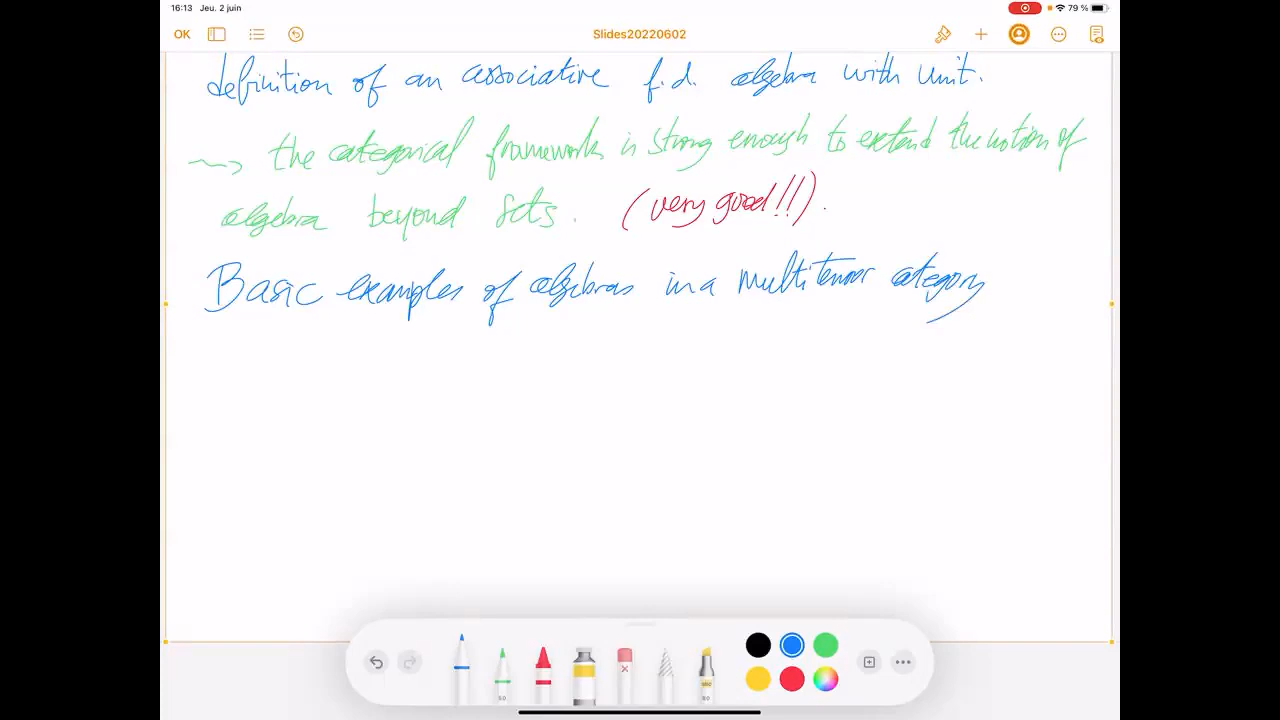 16:13 Jeu. 2 juin
79 %
OK
Slides20220602
definition of an associative f.d. algebra with unit.
~~> the categorical framework is strong enough to extend the notion of
algebra beyond sets. (very good!!).
Basic examples of algebras in a multitensor category